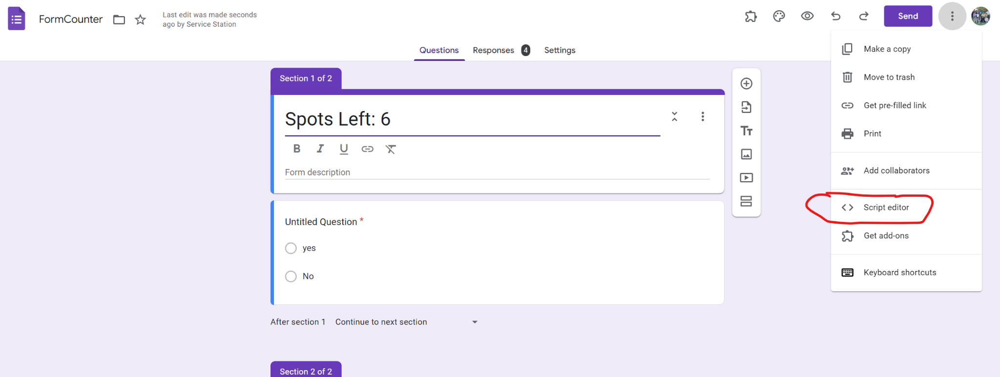 FormCounter
Last edit was made seconds
ago by Service Station
Send
Questions
Responses 4
Settings
Make a copy
Move to trash
Get pre-filled link
Print
Add collaborators
Script editor
Get add-ons
Keyboard shortcuts
Section 1 of 2
Spots Left: 6
B I U
Form description
Tt
Untitled Question *
yes
No
After section 1 Continue to next section
Section 2 of 2